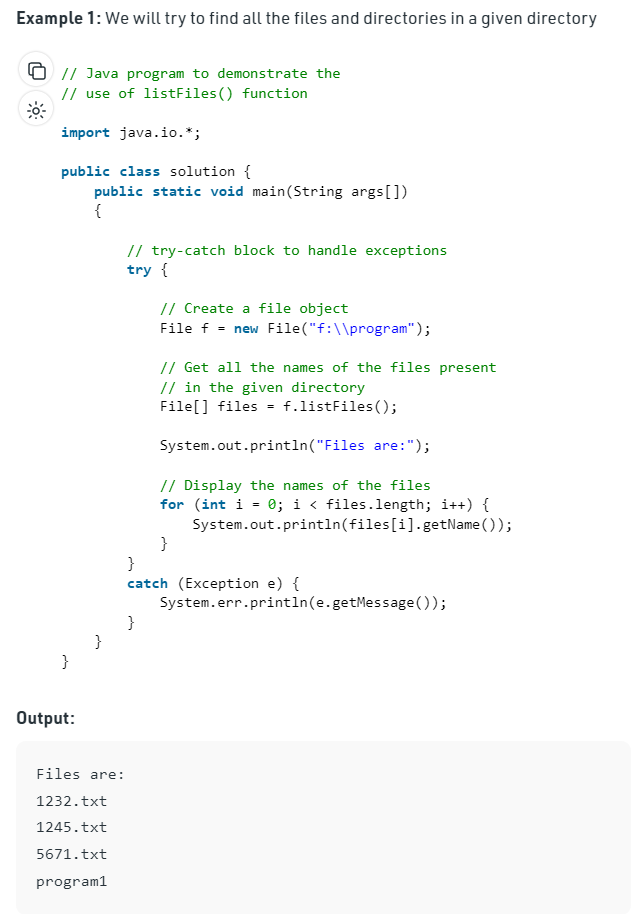 Example 1: We will try to find all the files and directories in a given directory
// Java program to demonstrate the
// use of listFiles() function
import java.io.*;
public class solution {
public static void main(String args[])
{
// try-catch block to handle exceptions
try {
// Create a file object
File f = new File("f:\\program");
// Get all the names of the files present
// in the given directory
File[] files = f.listFiles();
System.out.println("Files are:");
// Display the names of the files
for (int i = 0; i < files.length; i++) {
System.out.println(files[i].getName());
}
}
catch (Exception e) {
System.err.println(e.getMessage());
}
}
}
Output:
Files are:
1232.txt
1245.txt
5671.txt
program1